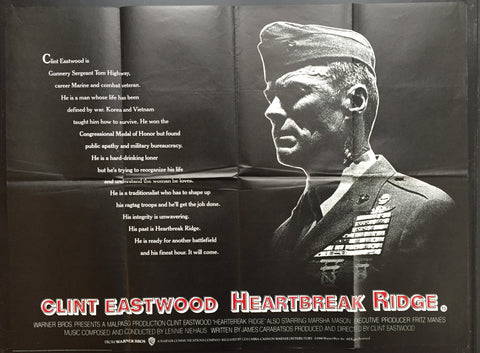 Clint Eastwood is
Gunnery Sergeant Tom Highway,
career Marine and combat veteran.
He is a man whose life has been
defined by war. Korea and Vietnam
taught him how to survive. He won the
Congressional Medal of Honor but found
public apathy and military bureaucracy.
He is a hard-drinking loner
but he's trying to reorganize his life
and understand the woman he loves.
He is a traditionalist who has to shape up
his ragtag troops and he'll get the job done.
His integrity is unwavering.
His past is Heartbreak Ridge.
He is ready for another battlefield
and his finest hour. It will come.
CLINT EASTWOOD HEARTBREAK RIDGE
WARNER BROS PRESENTS A MALPASO PRODUCTION CLINT EASTWOOD "HEARTBREAK RIDGE" ALSO STARRING MARSHA MASON EXECUTIVE PRODUCER FRITZ MANES
MUSIC COMPOSED AND CONDUCTED BY LENNIE NIEHAUS WRITTEN BY JAMES CARABATSOS PRODUCED AND DIRECTED BY CLINT EASTWOOD
FROM WARNER BROS